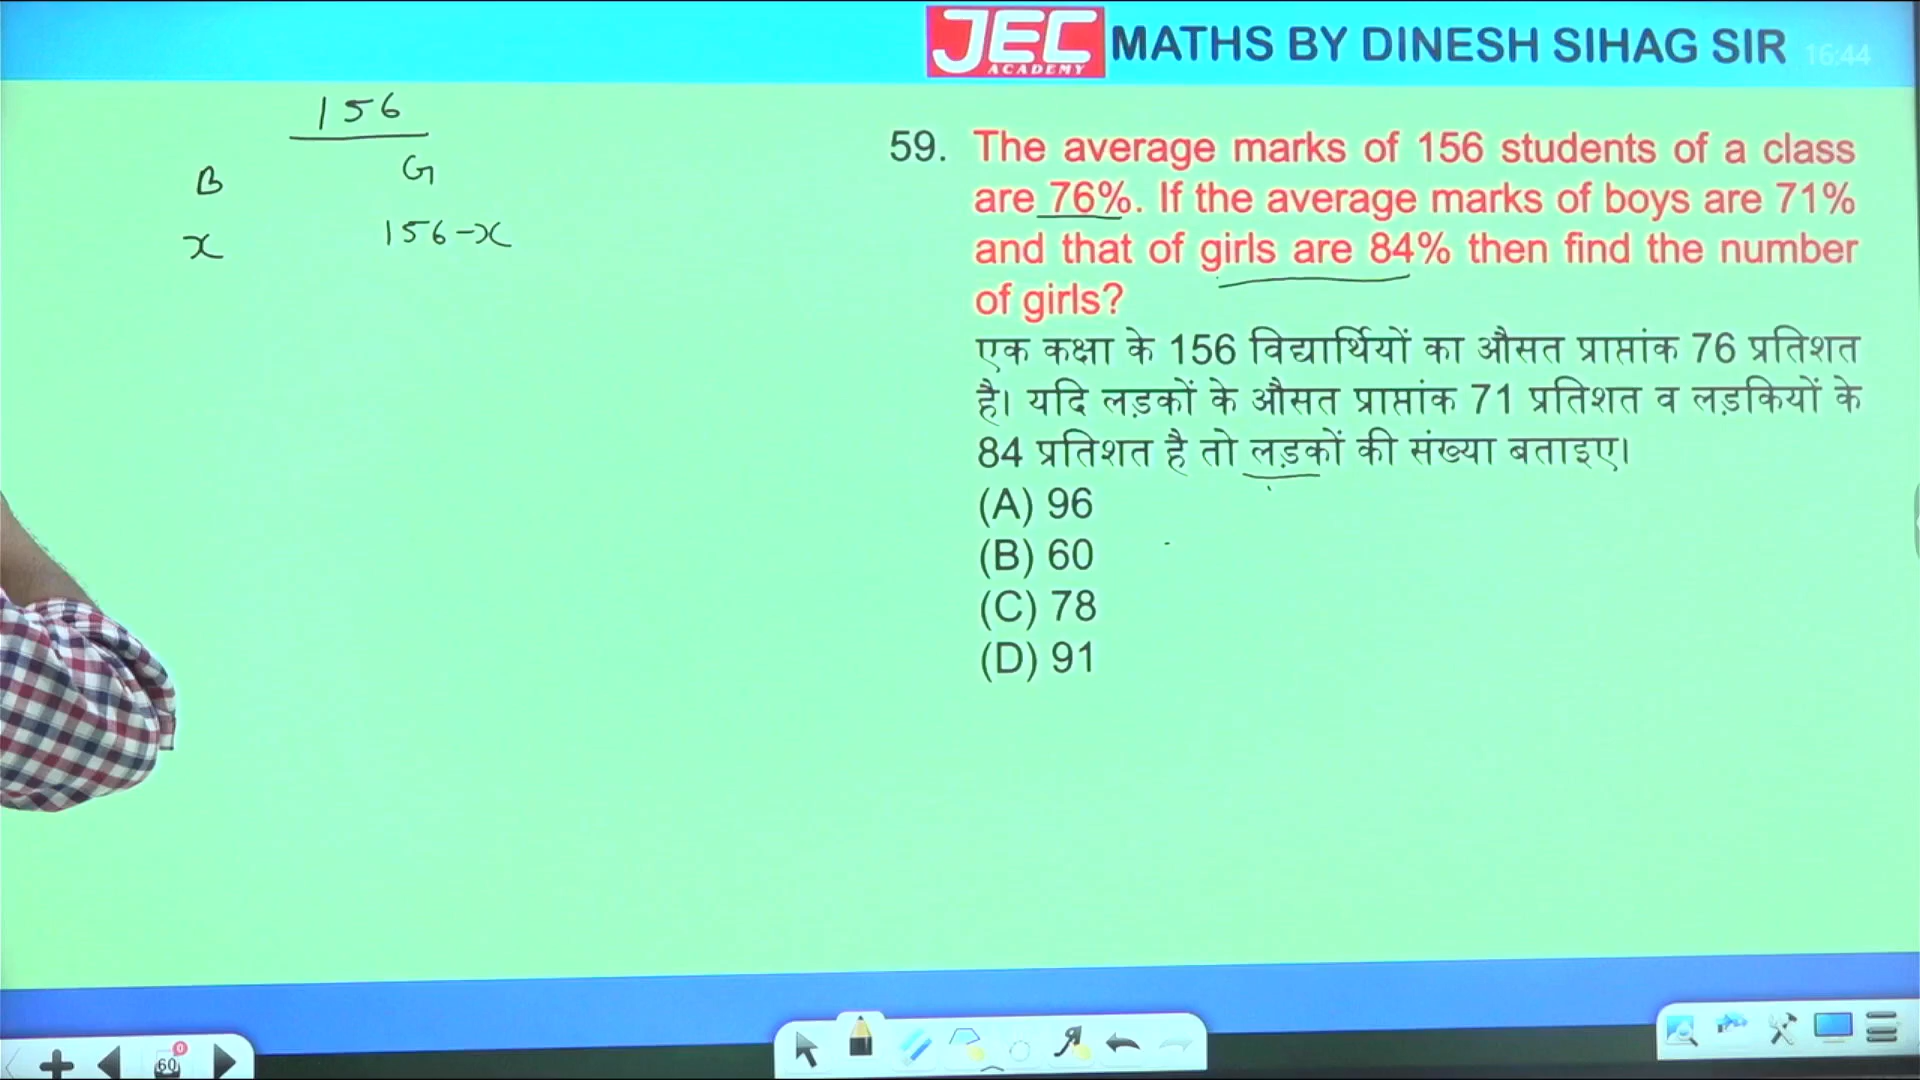 JEC
ACADEMY
MATHS BY DINESH SIHAG SIR
16:44
156
B G
x 156-x
59. The average marks of 156 students of a class
are 76%. If the average marks of boys are 71%
and that of girls are 84% then find the number
of girls?
एक कक्षा के 156 विद्यार्थियों का औसत प्राप्तांक 76 प्रतिशत
है। यदि लड़कों के औसत प्राप्तांक 71 प्रतिशत व लड़कियों के
84 प्रतिशत है तो लड़कों की संख्या बताइए।
(A) 96
(B) 60
(C) 78
(D) 91
60
0